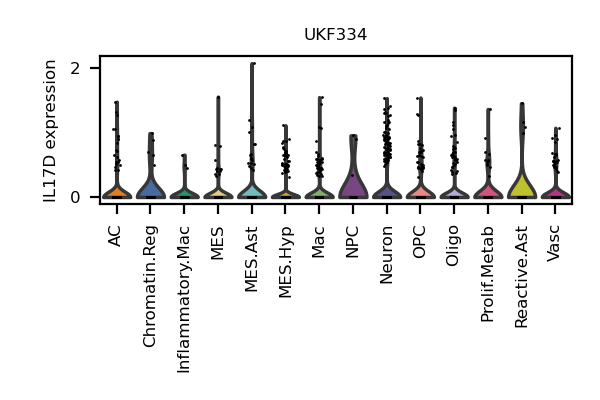 UKF334
IL17D expression
2
0
AC
Chromatin.Reg
Inflammatory.Mac
MES
MES.Ast
MES.Hyp
Mac
NPC
Neuron
OPC
Oligo
Prolif.Metab
Reactive.Ast
Vasc